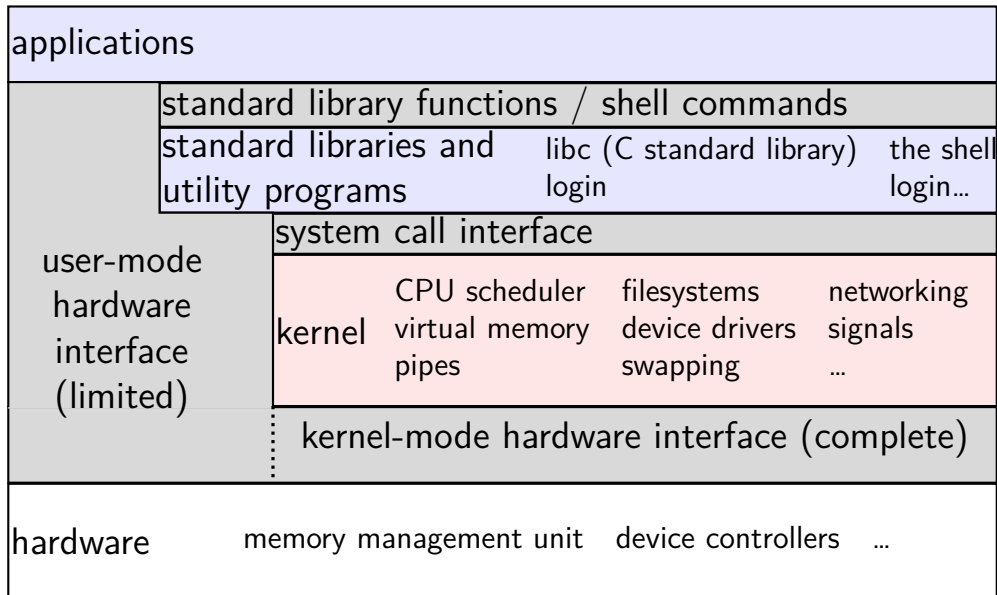 applications
standard library functions / shell commands
standard libraries and
utility programs
libc (C standard library)
login
the shell
login…
system call interface
user-mode
hardware
interface
(limited)
kernel
CPU scheduler
virtual memory
pipes
filesystems
device drivers
swapping
networking
signals
…
kernel-mode hardware interface (complete)
hardware
memory management unit
device controllers
…